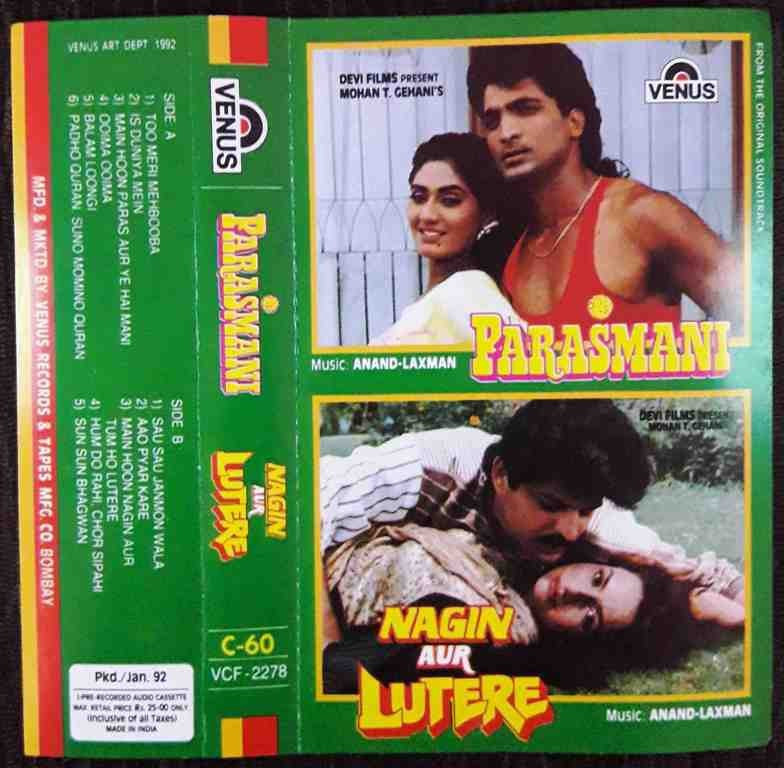 VENUS ART DEPT 1992
SIDE A
1) TOO MERI MEHBOOBA
2) IS DUNIYA MEIN
3) MAIN HOON PARAS AUR YE HAI MANI
4) OOIMA OOIMA
5) BALAM LOONGI
6) PADHO QURAN SUNO MOMINO QURAN
SIDE B
1) SAU SAU JANMON WALA
2) AAO PYAR KARE
3) MAIN HOON NAGIN AUR
TUM HO LUTERE
4) HUM DO RAHI, CHOR SIPAHI
5) SUN SUN BHAGWAN
MFD. & MKTD. BY. VENUS RECORDS & TAPES MFG. CO. BOMBAY
Pkd./Jan. 92
1-PRE-RECORDED AUDIO CASSETTE
MAX. RETAIL PRICE Rs. 25-00 ONLY
(Inclusive of all Taxes)
MADE IN INDIA
VENUS
PARASMANI
NAGIN
AUR
LUTERE
C-60
VCF-2278
DEVI FILMS PRESENT
MOHAN T. GEHANI'S
VENUS
FROM THE ORIGINAL SOUNDTRACK
PARASMANI
Music: ANAND-LAXMAN
DEVI FILMS PRESENT
MOHAN T. GEHANI'S
NAGIN
AUR
LUTERE
Music: ANAND-LAXMAN